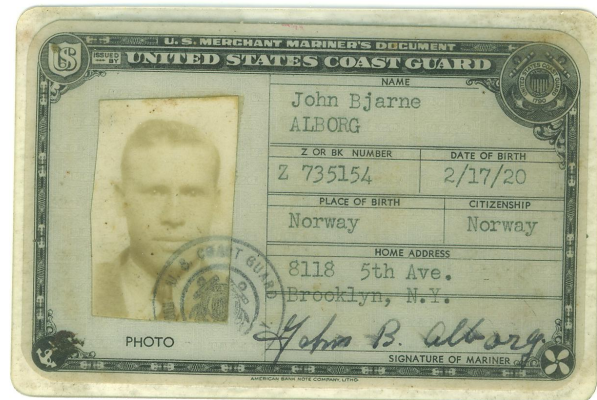 U.S. MERCHANT MARINER'S DOCUMENT
ISSUED BY
UNITED STATES COAST GUARD
NAME
John Bjarne
ALBORG
Z OR BK NUMBER
DATE OF BIRTH
Z 735154
2/17/20
PLACE OF BIRTH
CITIZENSHIP
Norway
Norway
HOME ADDRESS
8118 5th Ave.
Brooklyn, N.Y.
U. S. COAST GUARD
John B. Alborg.
PHOTO
SIGNATURE OF MARINER
AMERICAN BANK NOTE COMPANY, LITHO.